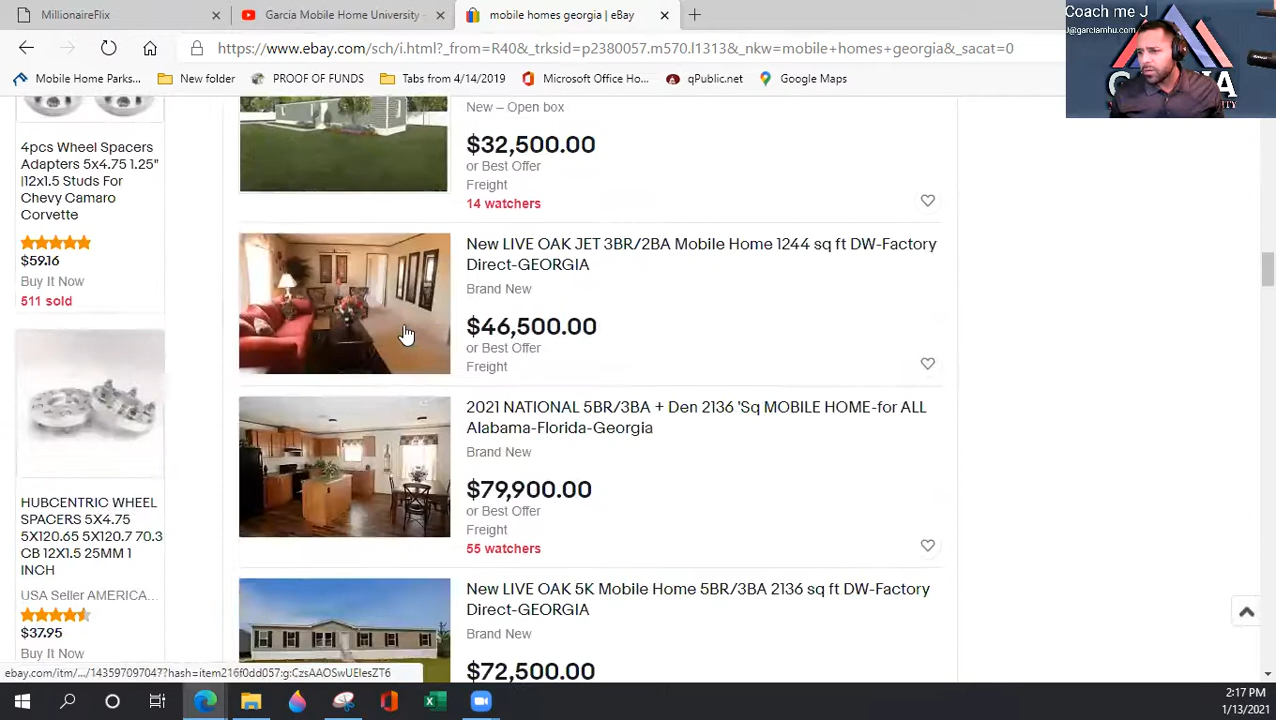 MillionaireFlix
Garcia Mobile Home University -
mobile homes georgia | eBay
Coach me J
J@garciamhu.com
https://www.ebay.com/sch/i.html?_from=R40&_trksid=p2380057.m570.l1313&_nkw=mobile+homes+georgia&_sacat=0
Mobile Home Parks...
New folder
PROOF OF FUNDS
Tabs from 4/14/2019
Microsoft Office Ho...
qPublic.net
Google Maps
4pcs Wheel Spacers
Adapters 5x4.75 1.25"
|12x1.5 Studs For
Chevy Camaro
Corvette
$59.16
Buy It Now
511 sold
HUBCENTRIC WHEEL
SPACERS 5X4.75
5X120.65 5X120.7 70.3
CB 12X1.5 25MM 1
INCH
USA Seller AMERICA...
$37.95
Buy It Now
New – Open box
$32,500.00
or Best Offer
Freight
14 watchers
New LIVE OAK JET 3BR/2BA Mobile Home 1244 sq ft DW-Factory
Direct-GEORGIA
Brand New
$46,500.00
or Best Offer
Freight
2021 NATIONAL 5BR/3BA + Den 2136 'Sq MOBILE HOME-for ALL
Alabama-Florida-Georgia
Brand New
$79,900.00
or Best Offer
Freight
55 watchers
New LIVE OAK 5K Mobile Home 5BR/3BA 2136 sq ft DW-Factory
Direct-GEORGIA
Brand New
$72,500.00
2:17 PM
1/13/2021